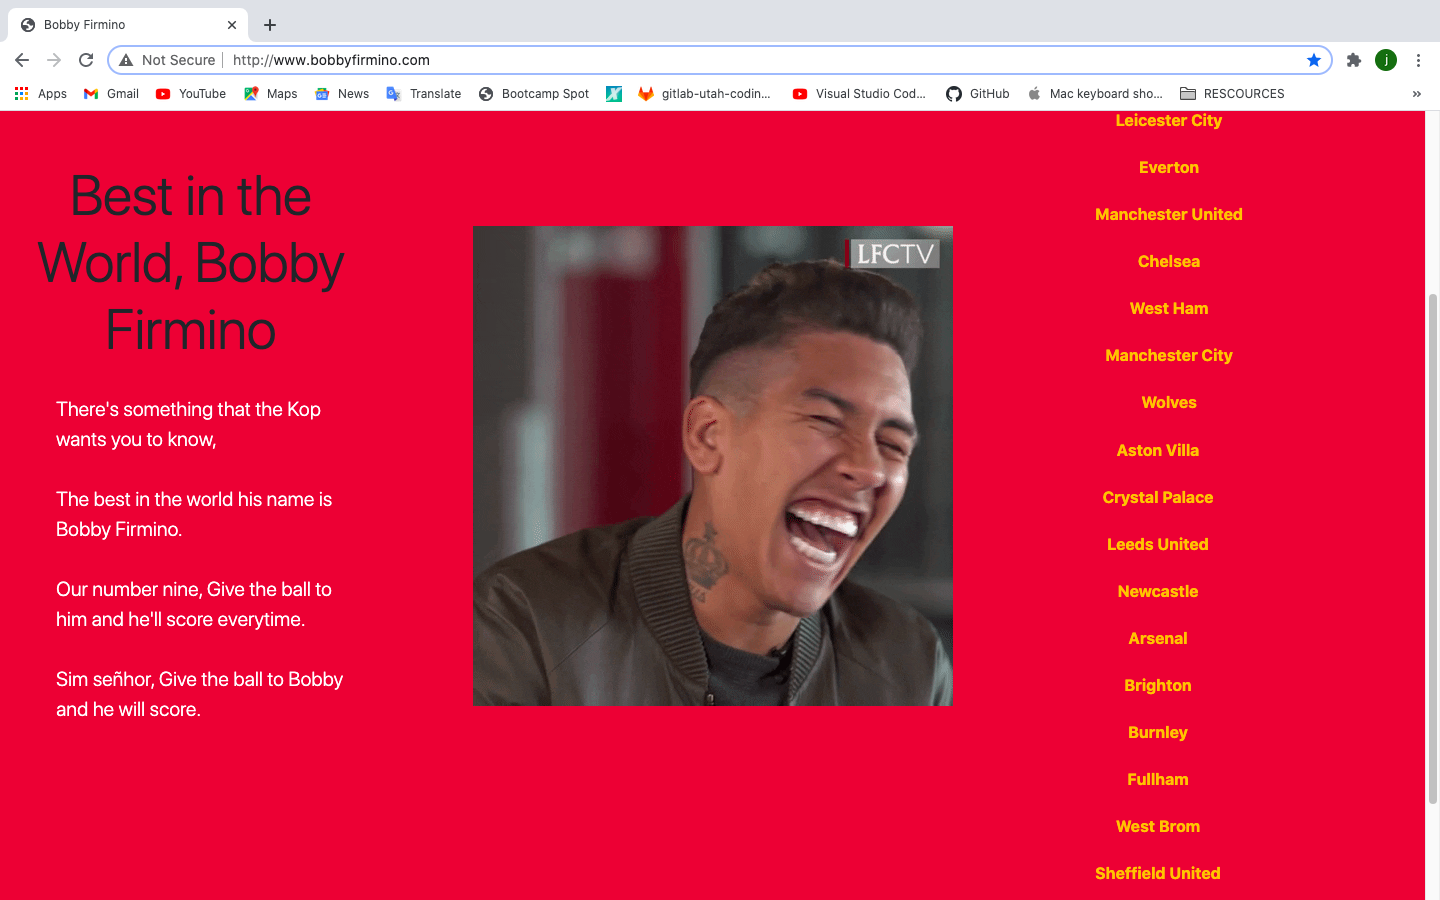 Bobby Firmino
Not Secure
http://www.bobbyfirmino.com
j
Apps
Gmail
YouTube
Maps
News
Translate
Bootcamp Spot
gitlab-utah-codin...
Visual Studio Cod...
GitHub
Mac keyboard sho...
RESCOURCES
»
Best in the
World, Bobby
Firmino
There's something that the Kop
wants you to know,
The best in the world his name is
Bobby Firmino.
Our number nine, Give the ball to
him and he'll score everytime.
Sim señhor, Give the ball to Bobby
and he will score.
LFCTV
Leicester City
Everton
Manchester United
Chelsea
West Ham
Manchester City
Wolves
Aston Villa
Crystal Palace
Leeds United
Newcastle
Arsenal
Brighton
Burnley
Fullham
West Brom
Sheffield United